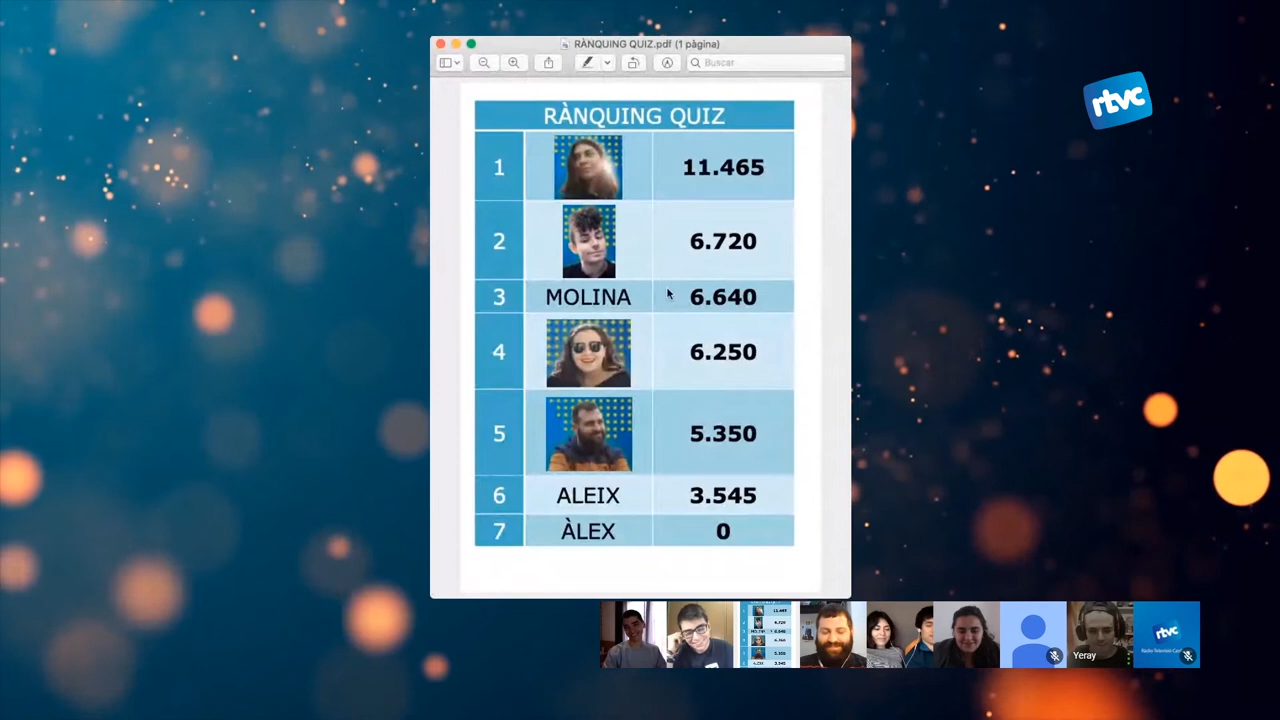 RÀNQUING QUIZ.pdf (1 pàgina)
Buscar
rtvc
RÀNQUING QUIZ
1 11.465
2 6.720
3 MOLINA 6.640
4 6.250
5 5.350
6 ALEIX 3.545
7 ÀLEX 0
Yeray
rtvc